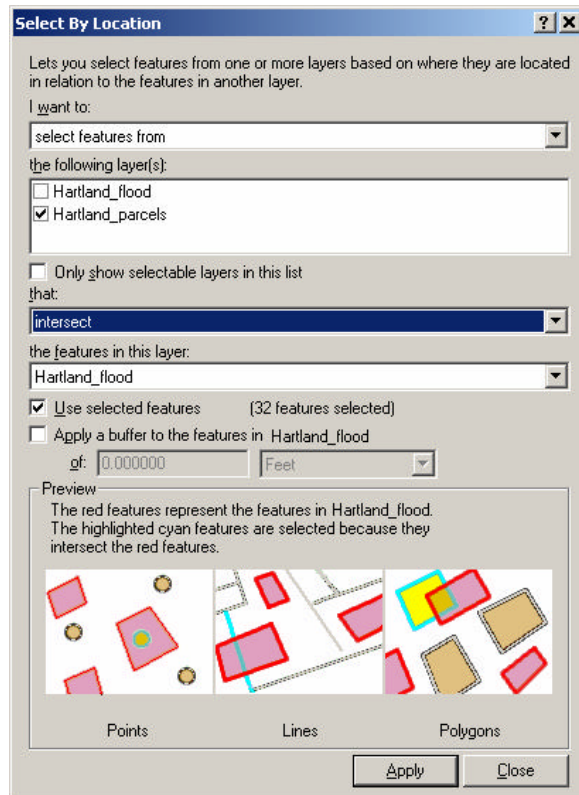 Select By Location
Lets you select features from one or more layers based on where they are located
in relation to the features in another layer.
I want to:
select features from
the following layer(s):
Hartland_flood
Hartland_parcels
Only show selectable layers in this list
that:
intersect
the features in this layer:
Hartland_flood
Use selected features (32 features selected)
Apply a buffer to the features in Hartland_flood
of: 0.000000 Feet
Preview
The red features represent the features in Hartland_flood.
The highlighted cyan features are selected because they
intersect the red features.
Points Lines Polygons
Apply Close